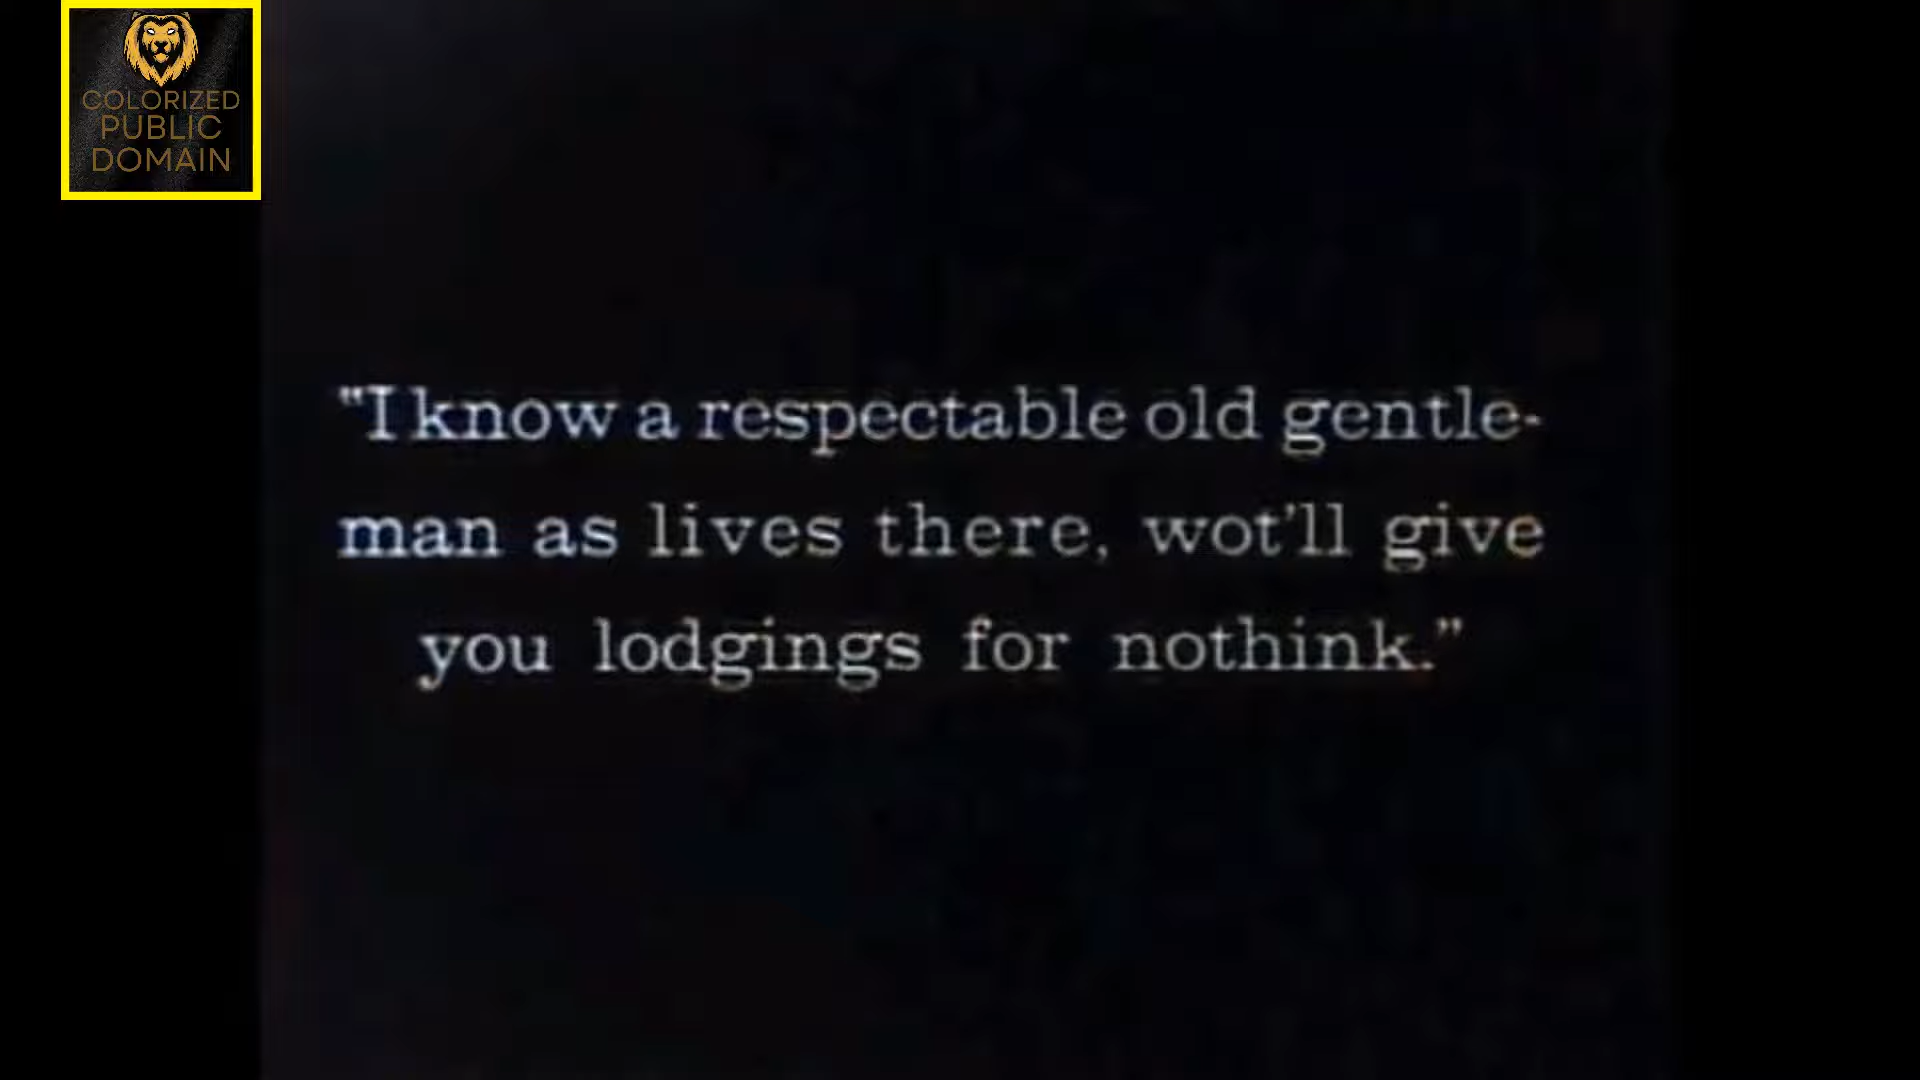 COLORIZED
PUBLIC
DOMAIN
"I know a respectable old gentle-
man as lives there, wot'll give
you lodgings for nothink."